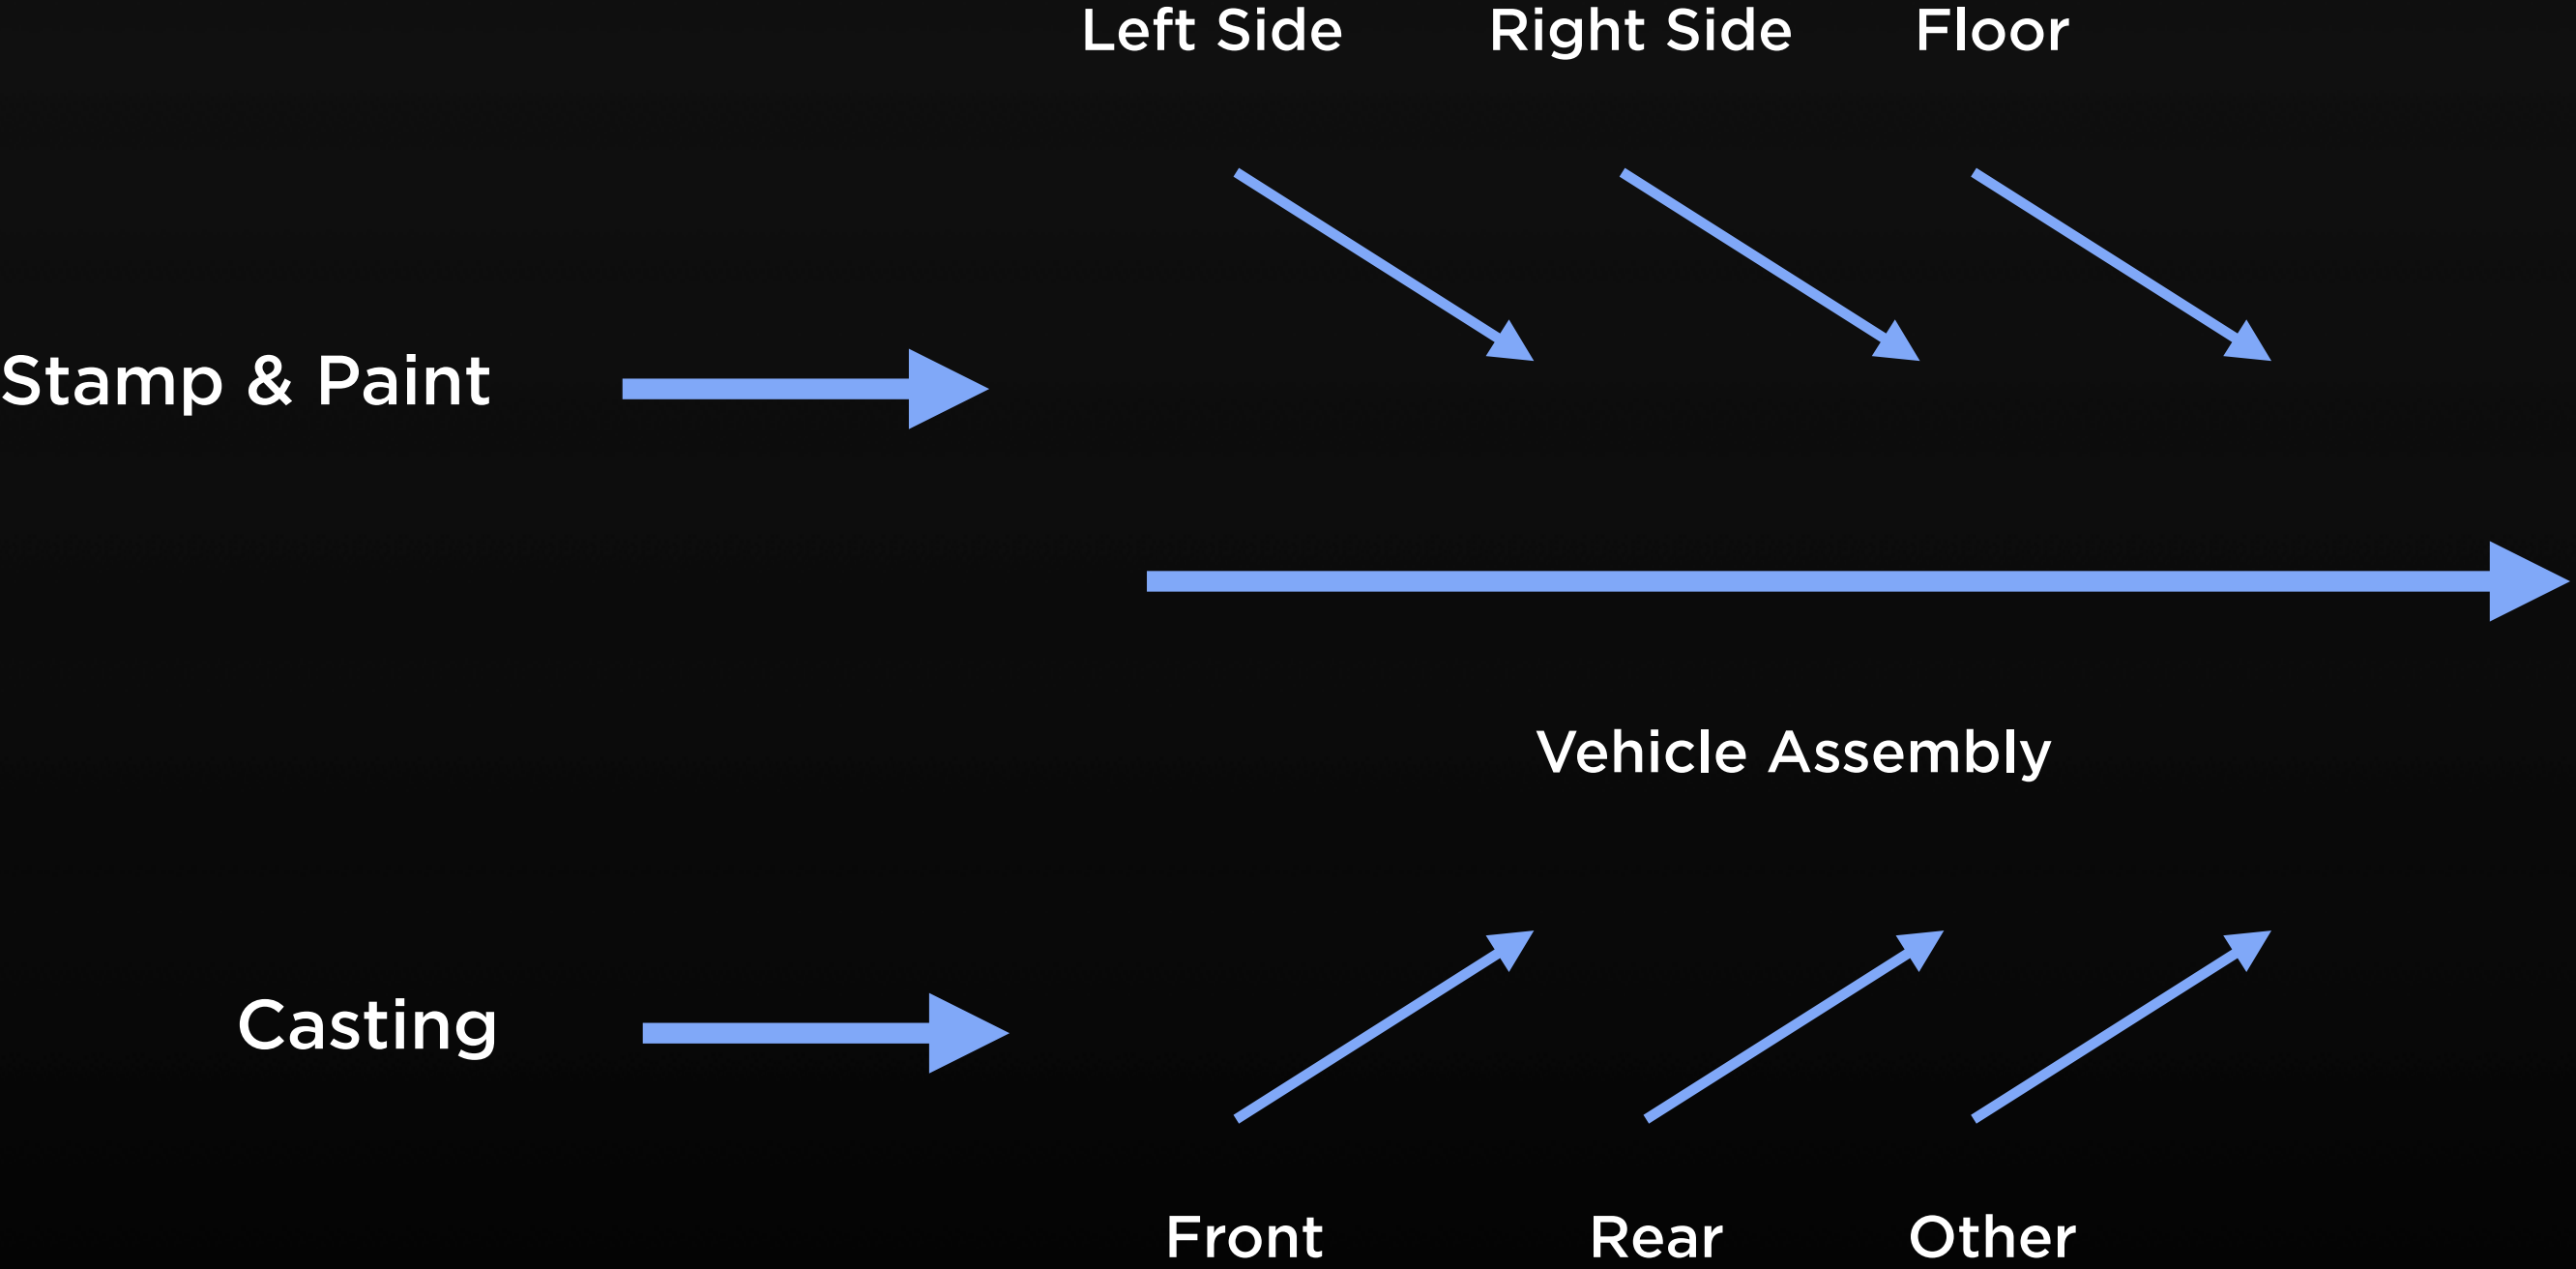 Left Side
Right Side
Floor
Stamp & Paint
Vehicle Assembly
Casting
Front
Rear
Other